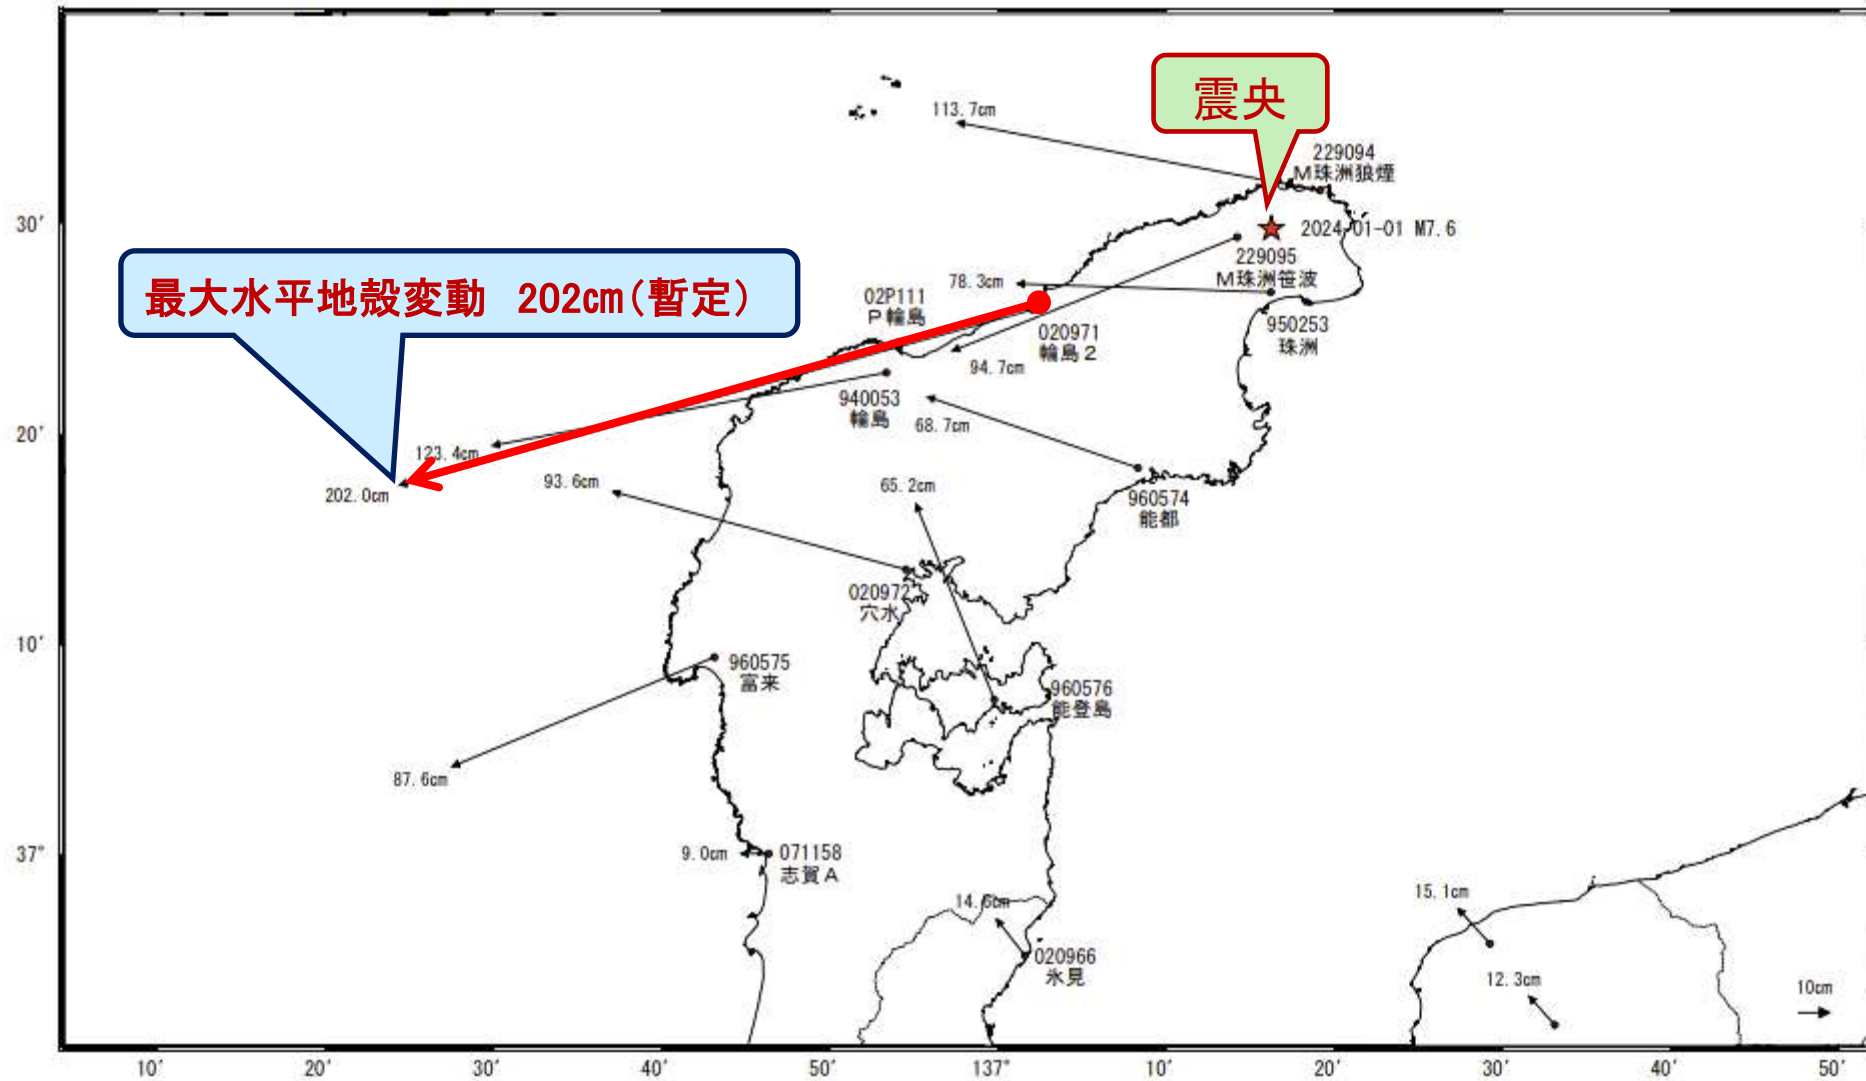 震央
113.7cm
229094
M珠洲狼煙
30′
2024-01-01 M7.6
229095
M珠洲笹波
最大水平地殻変動 202cm(暫定)
78.3cm
02P111
P輪島
020971
輪島2
950253
珠洲
94.7cm
940053
輪島
68.7cm
20′
123.4cm
202.0cm
93.6cm
65.2cm
960574
能都
020972
穴水
10′
960575
富来
960576
能登島
87.6cm
37°
9.0cm
071158
志賀A
14.6cm
020966
氷見
15.1cm
12.3cm
10cm
10′
20′
30′
40′
50′
137°
10′
20′
30′
40′
50′